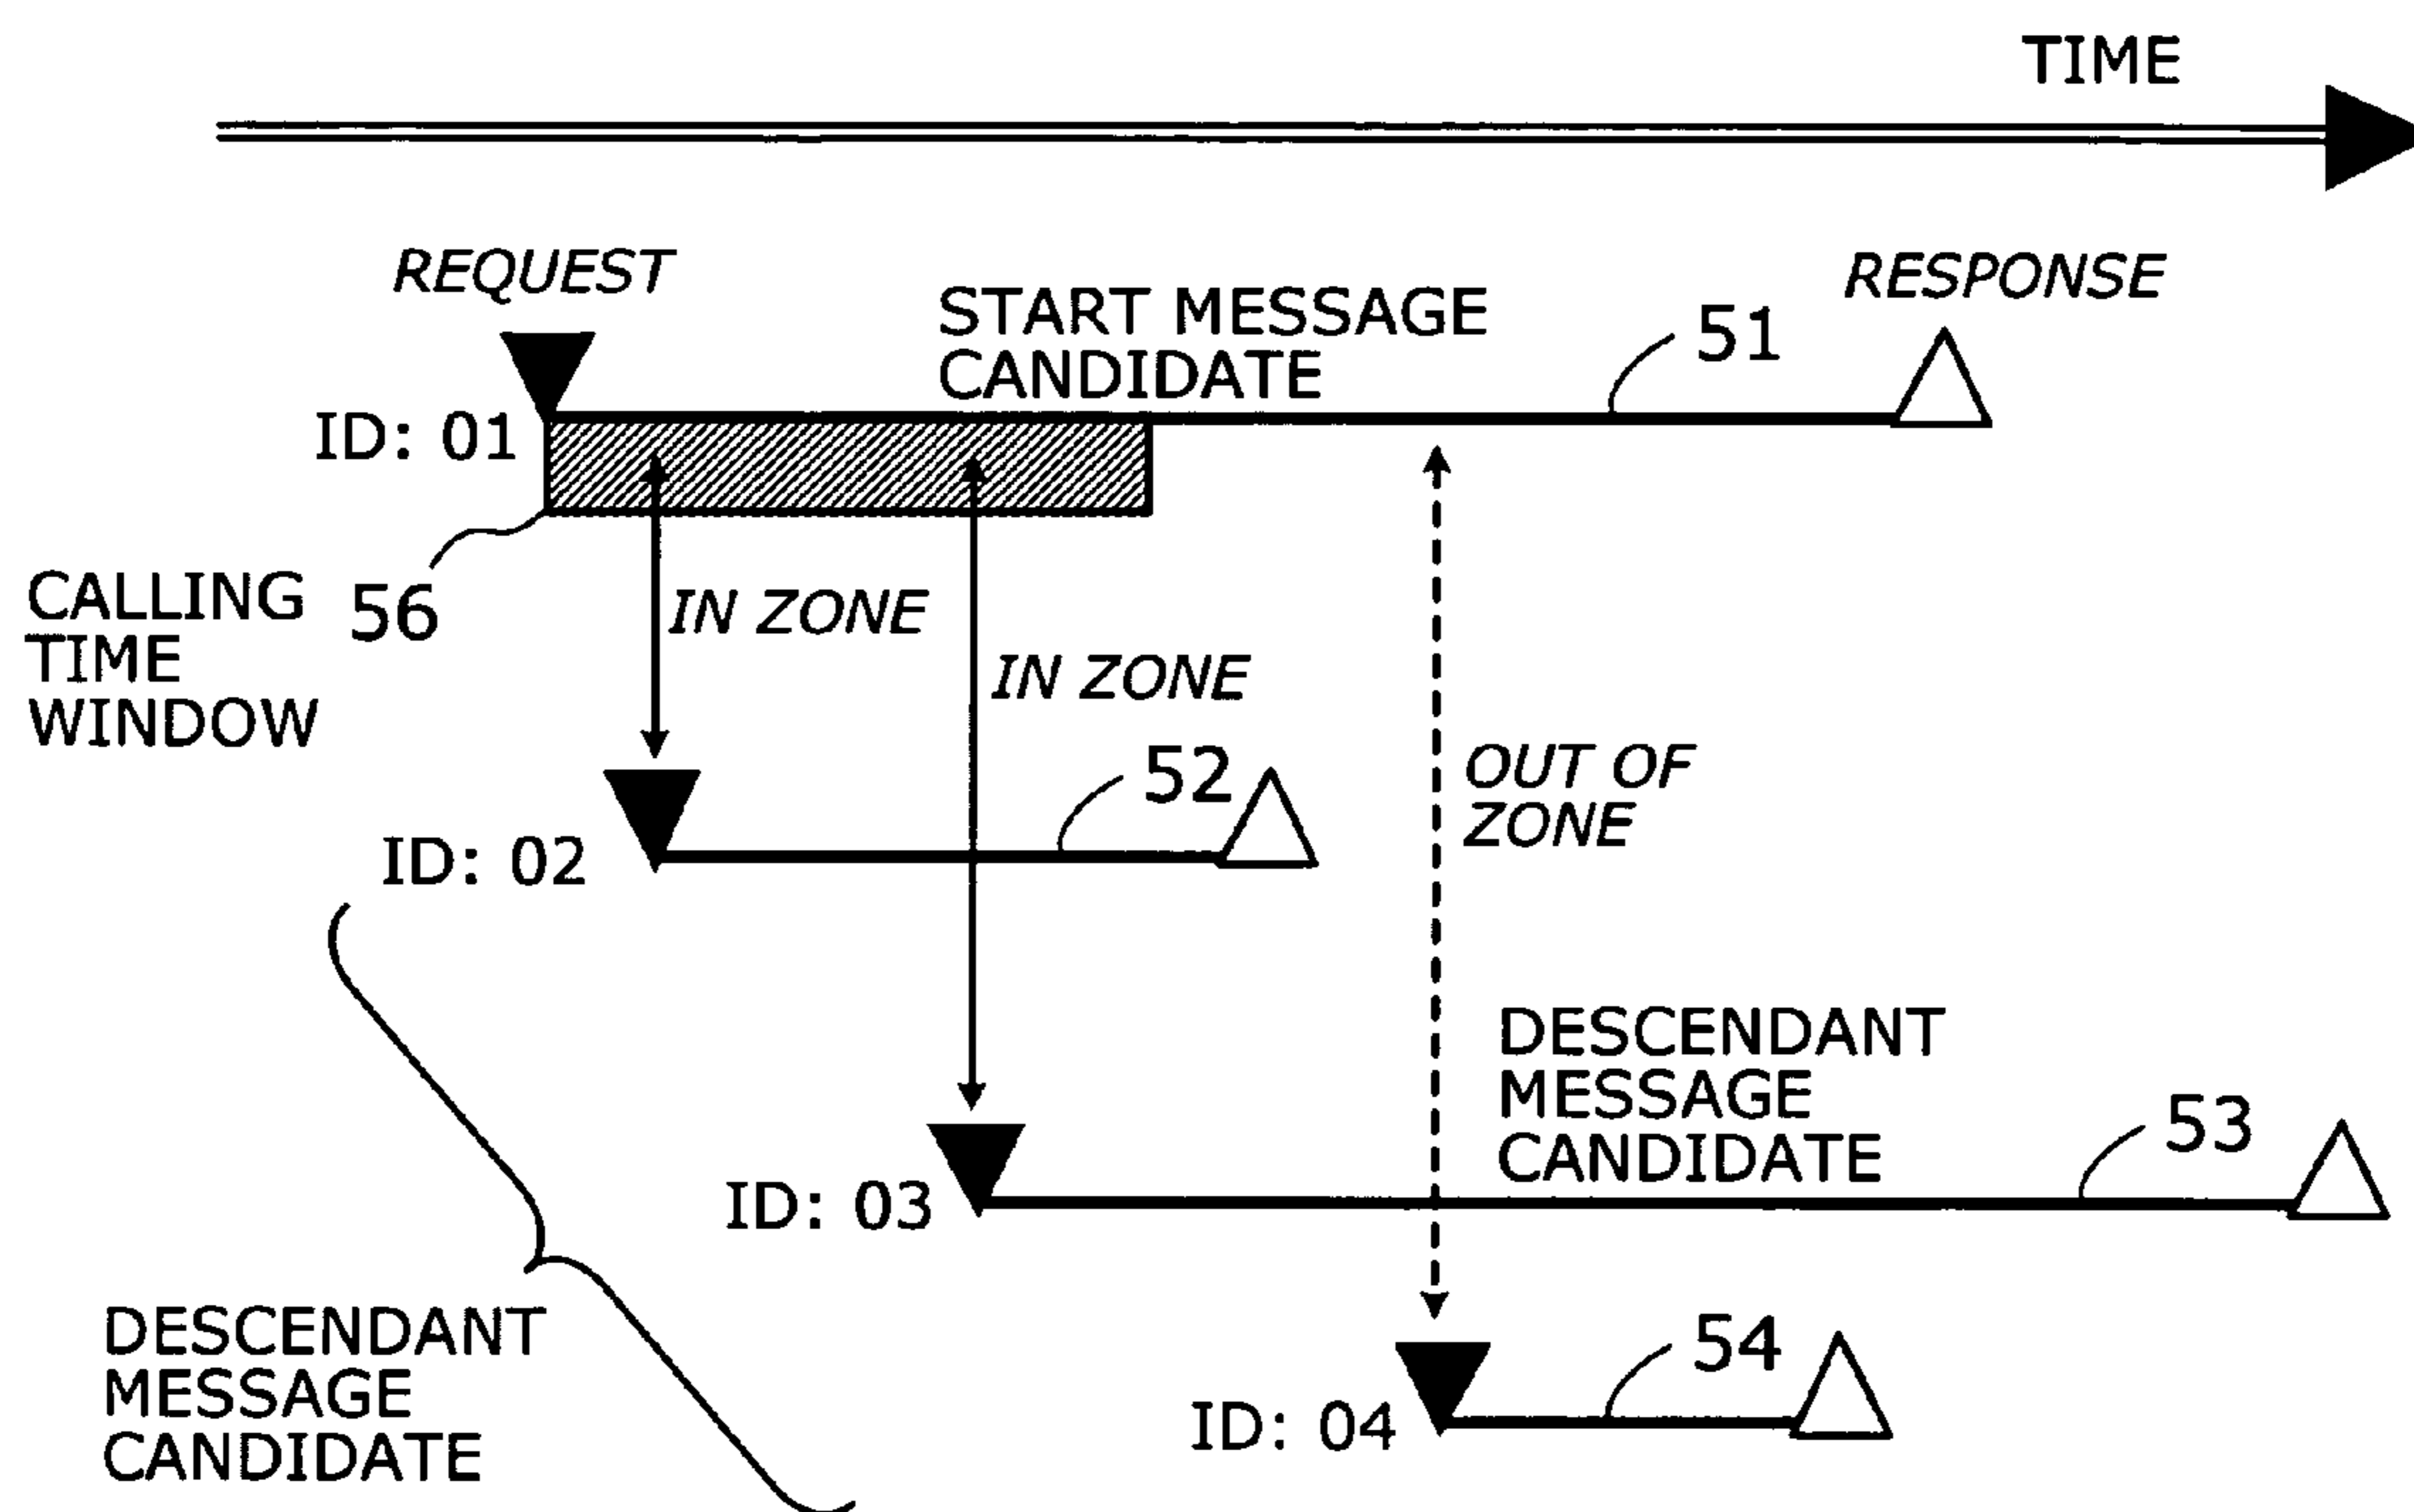 TIME
REQUEST
RESPONSE
START MESSAGE
CANDIDATE
51
ID: 01
CALLING
TIME
WINDOW
56
IN ZONE
IN ZONE
52
OUT OF
ZONE
ID: 02
DESCENDANT
MESSAGE
CANDIDATE
53
ID: 03
DESCENDANT
MESSAGE
CANDIDATE
54
ID: 04